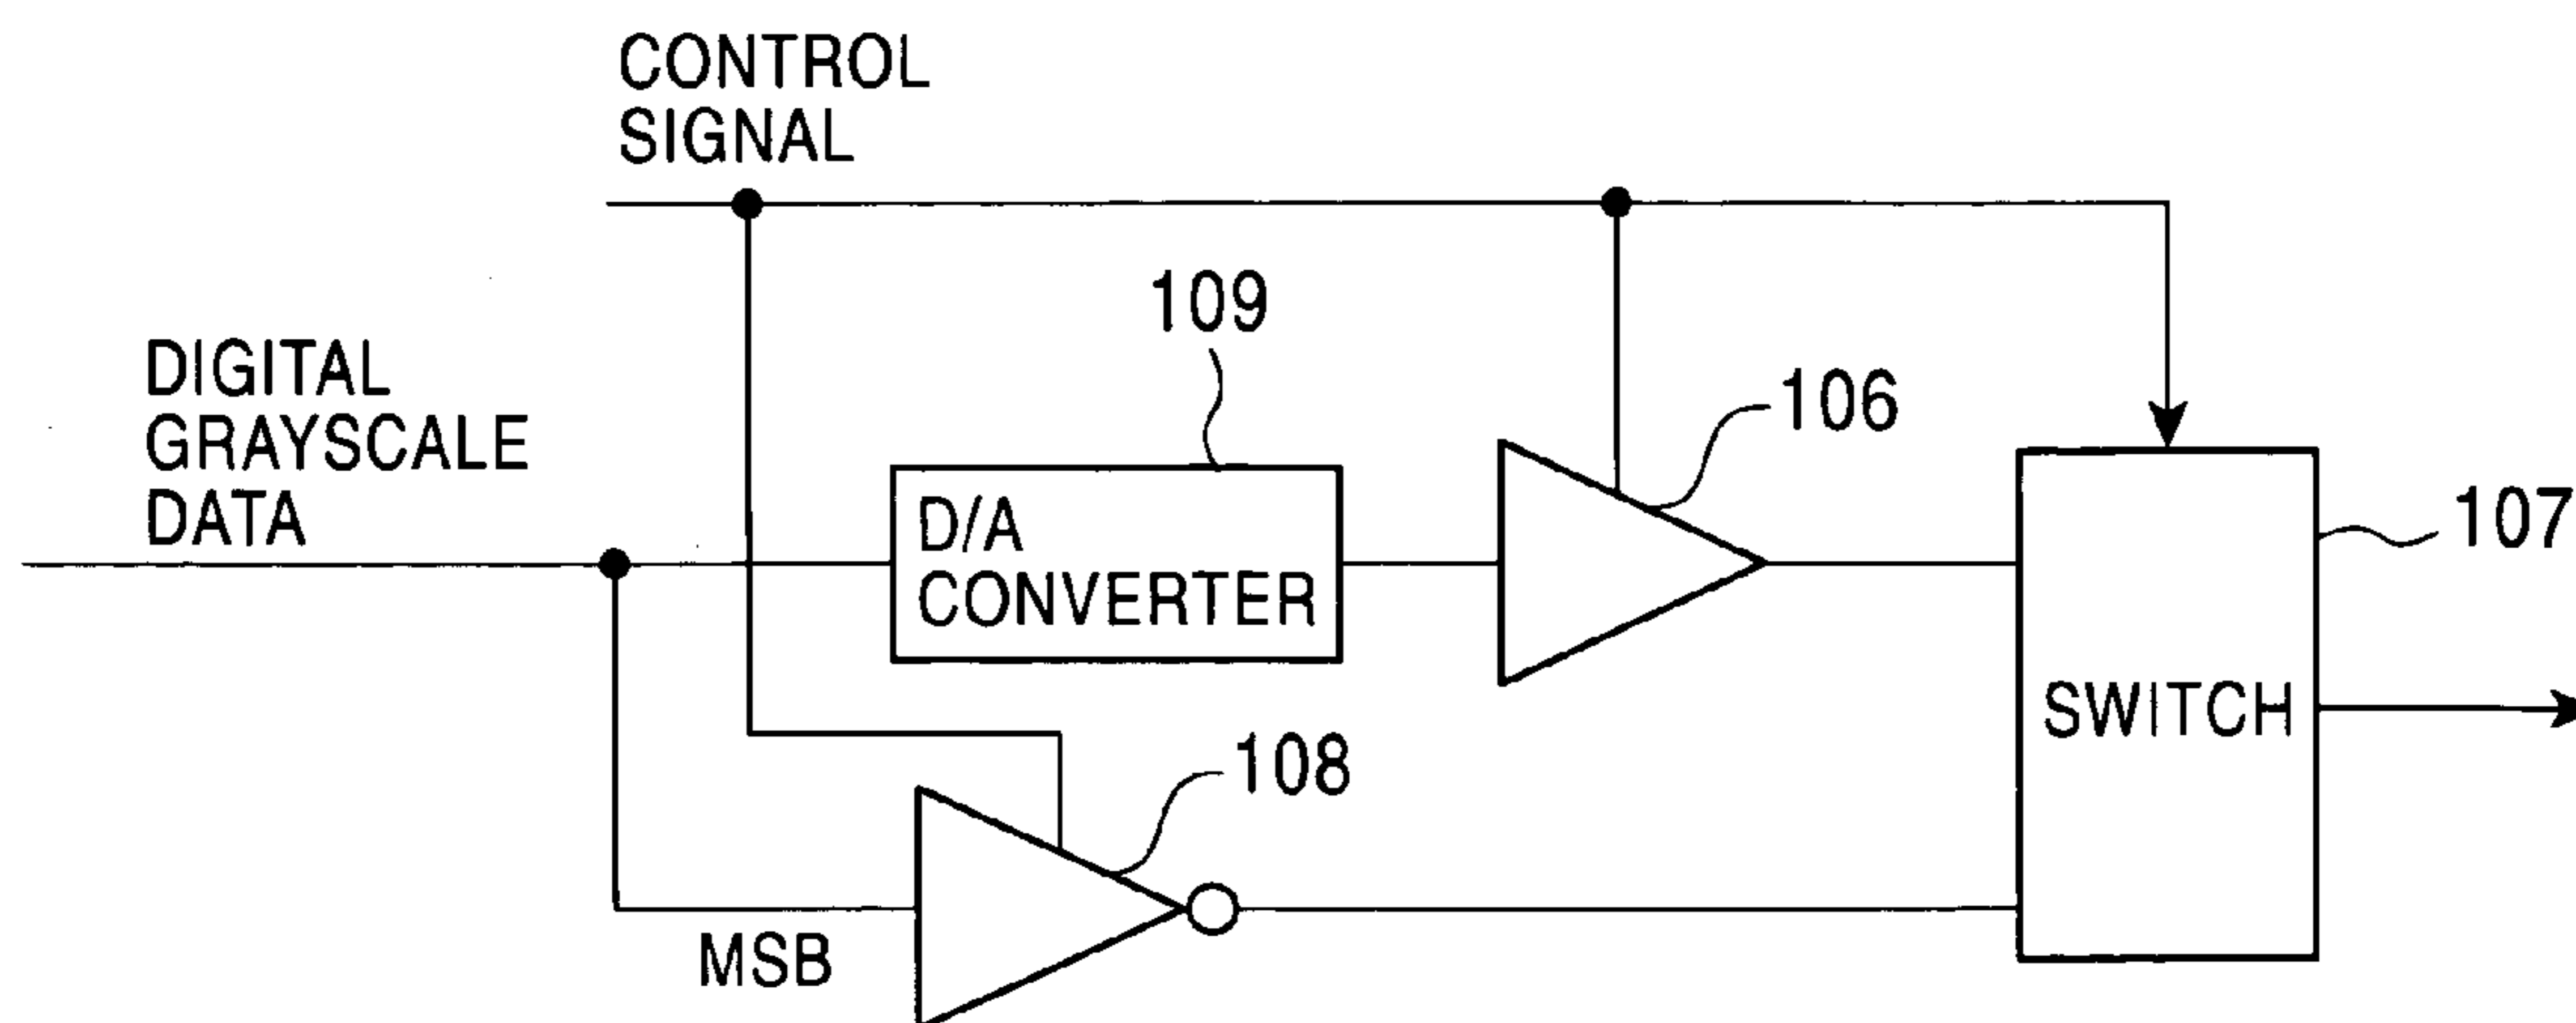 CONTROL
SIGNAL
109
DIGITAL
GRAYSCALE
DATA
106
D/A
CONVERTER
107
SWITCH
108
MSB